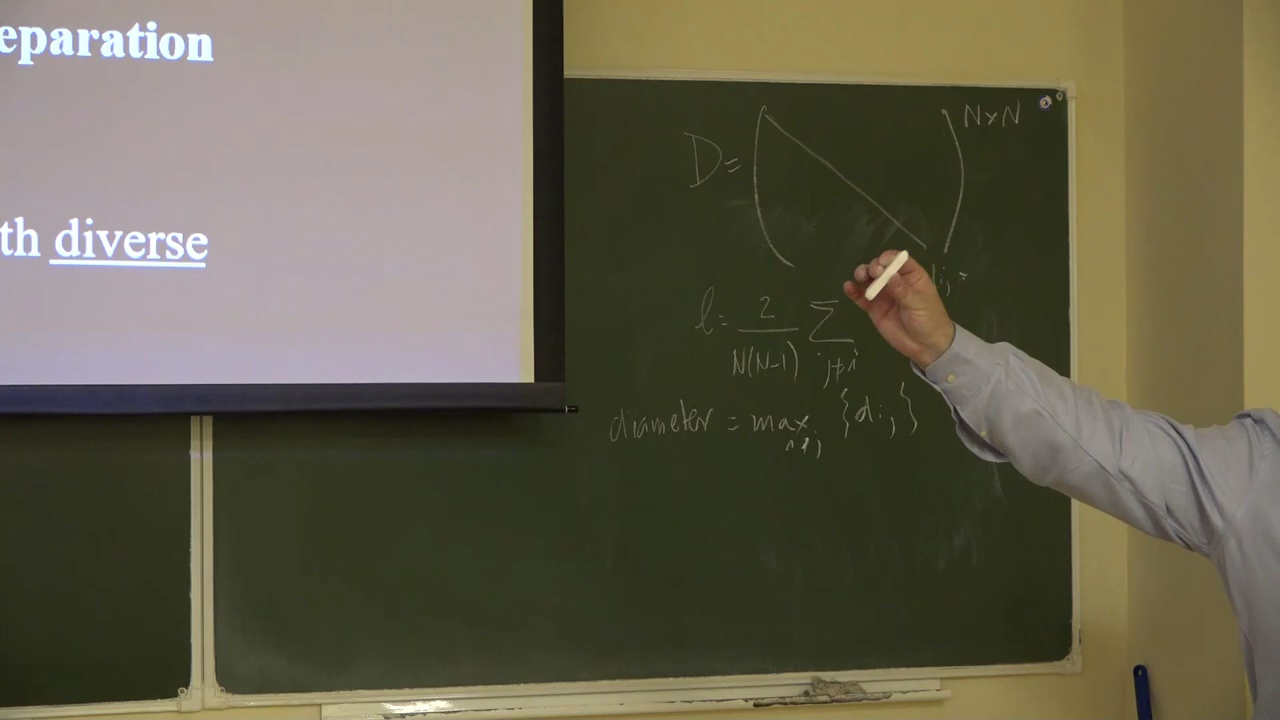 eparation
th diverse
D = ( ) N×N
l = 2 / N(N-1) Σ j≠i
diameter = max i≠j {dij}